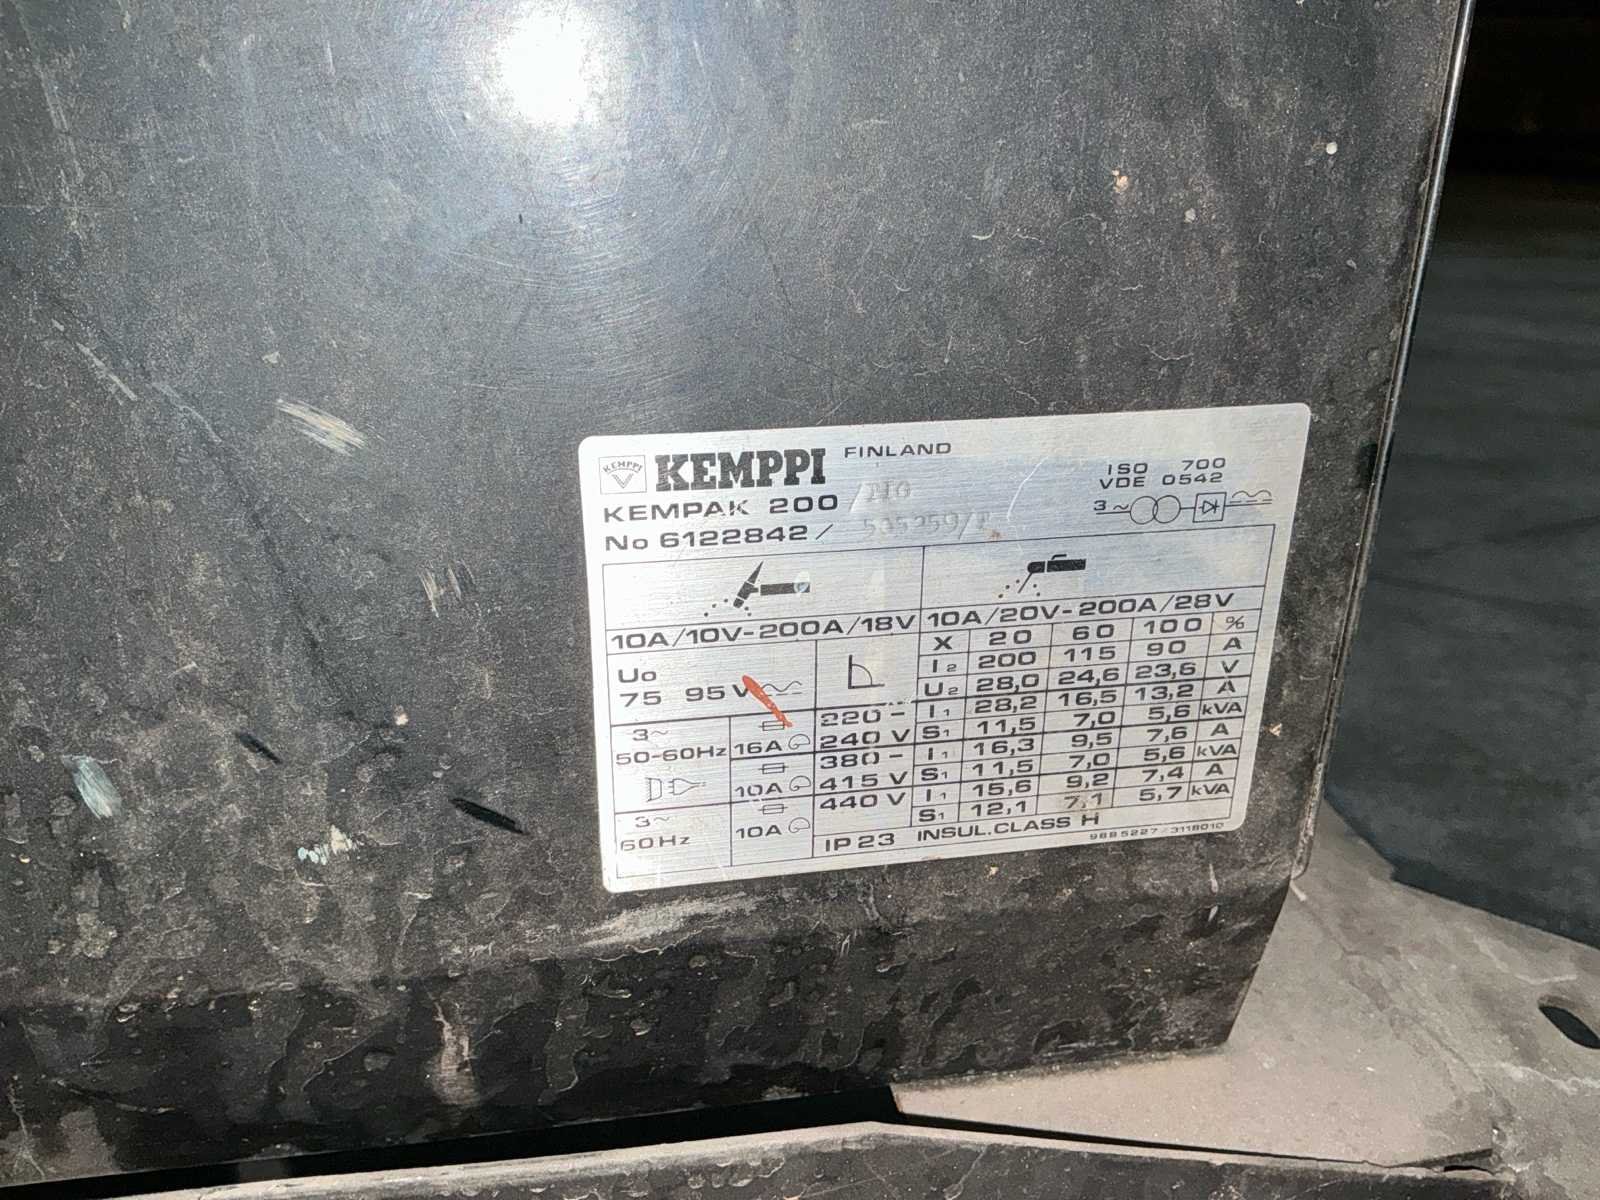 KEMPPI
KEMPPI FINLAND
KEMPAK 200 /
No 6122842 /
ISO 700
VDE 0542
3~
10A/10V-200A/18V
10A/20V-200A/28V
X 20 60 100 %
I2 200 115 90 A
U2 28,0 24,6 23,6 V
Uo
75 95 V
3~
50-60Hz
16A
220-
240 V
I1 28,2 16,5 13,2 A
S1 11,5 7,0 5,6 kVA
10A
380-
415 V
I1 16,3 9,5 7,6 A
S1 11,5 7,0 5,6 kVA
3~
60Hz
10A
440 V
I1 15,6 9,2 7,4 A
S1 12,1 7,1 5,7 kVA
IP23 INSUL.CLASS H
9885227/3118010